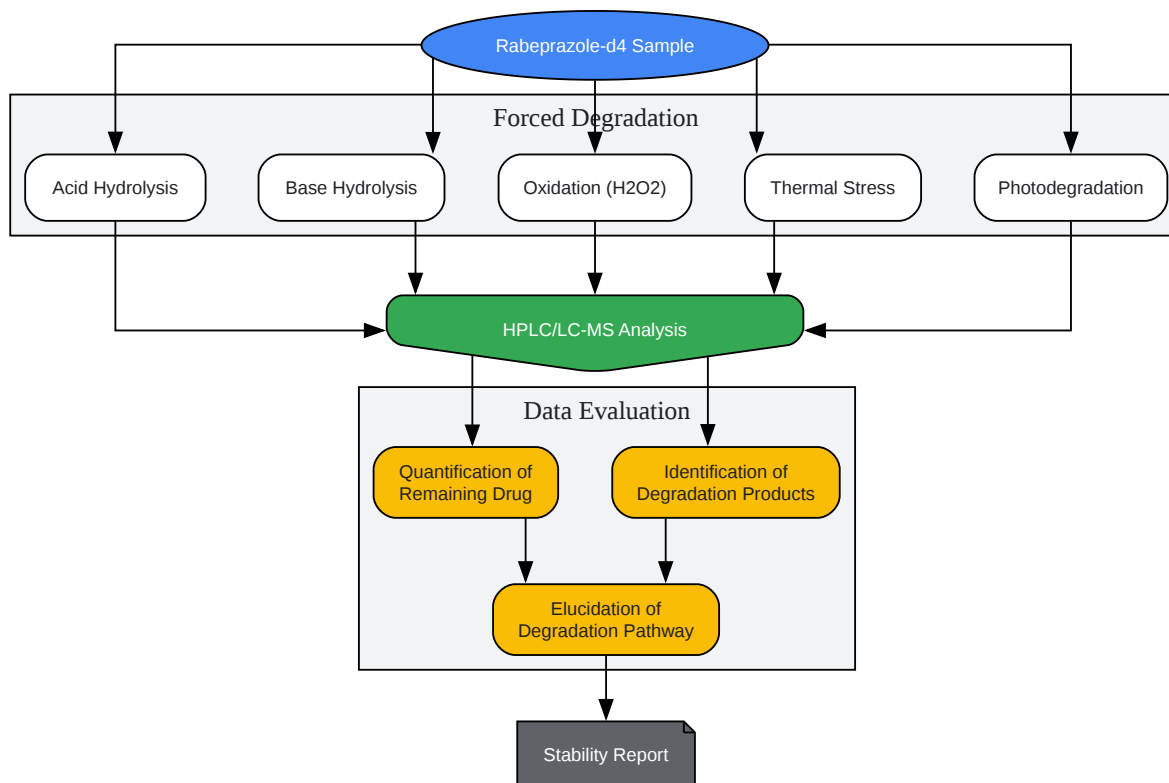 Rabeprazole-d4 Sample
Forced Degradation
Acid Hydrolysis
Base Hydrolysis
Oxidation (H2O2)
Thermal Stress
Photodegradation
HPLC/LC-MS Analysis
Data Evaluation
Quantification of
Remaining Drug
Identification of
Degradation Products
Elucidation of
Degradation Pathway
Stability Report